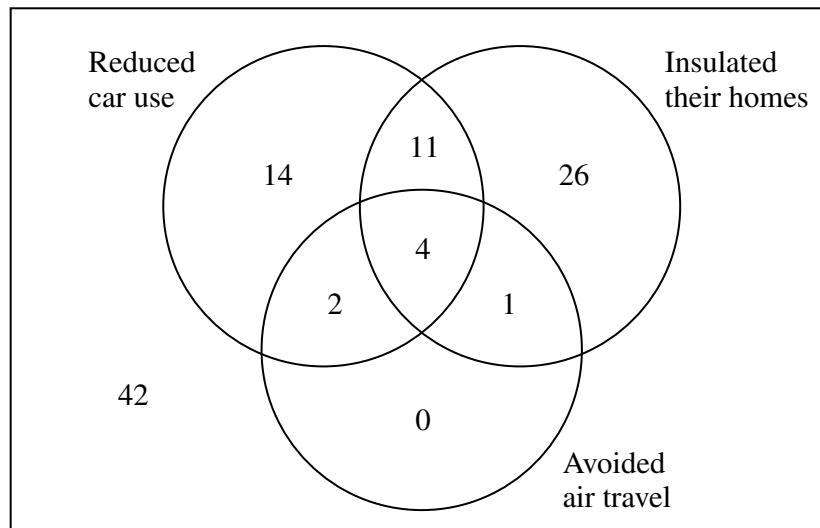 Reduced
car use
Insulated
their homes
11
14
26
4
2
1
42
0
Avoided
air travel